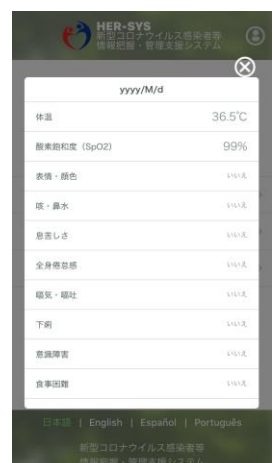 HER-SYS
新型コロナウイルス感染者等
情報把握・管理支援システム
yyyy/M/d
体温 36.5℃
酸素飽和度（SpO2） 99%
表情・顔色 いいえ
咳・鼻水 いいえ
息苦しさ いいえ
全身倦怠感 いいえ
嘔気・嘔吐 いいえ
下痢 いいえ
意識障害 いいえ
食事困難 いいえ
日本語 | English | Español | Português
新型コロナウイルス感染者等
情報把握・管理支援システム